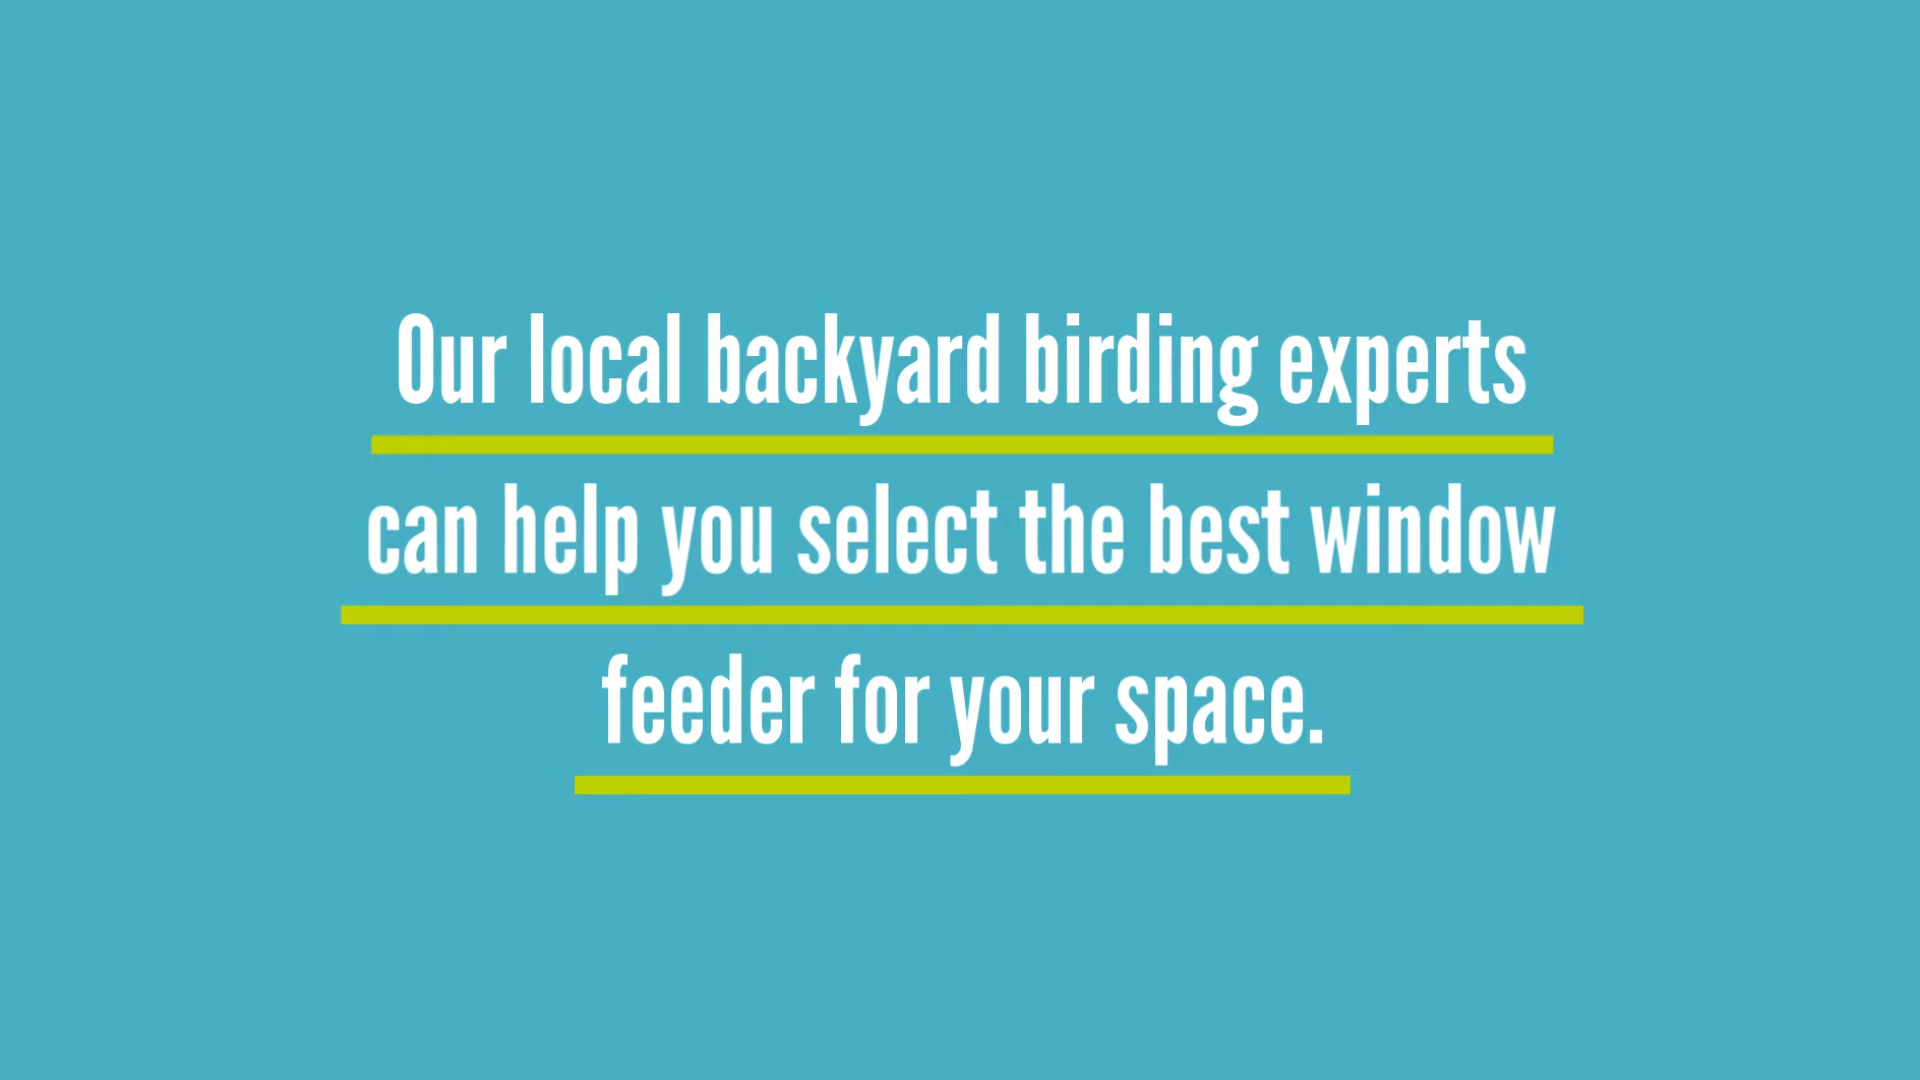 Our local backyard birding experts
can help you select the best window
feeder for your space.